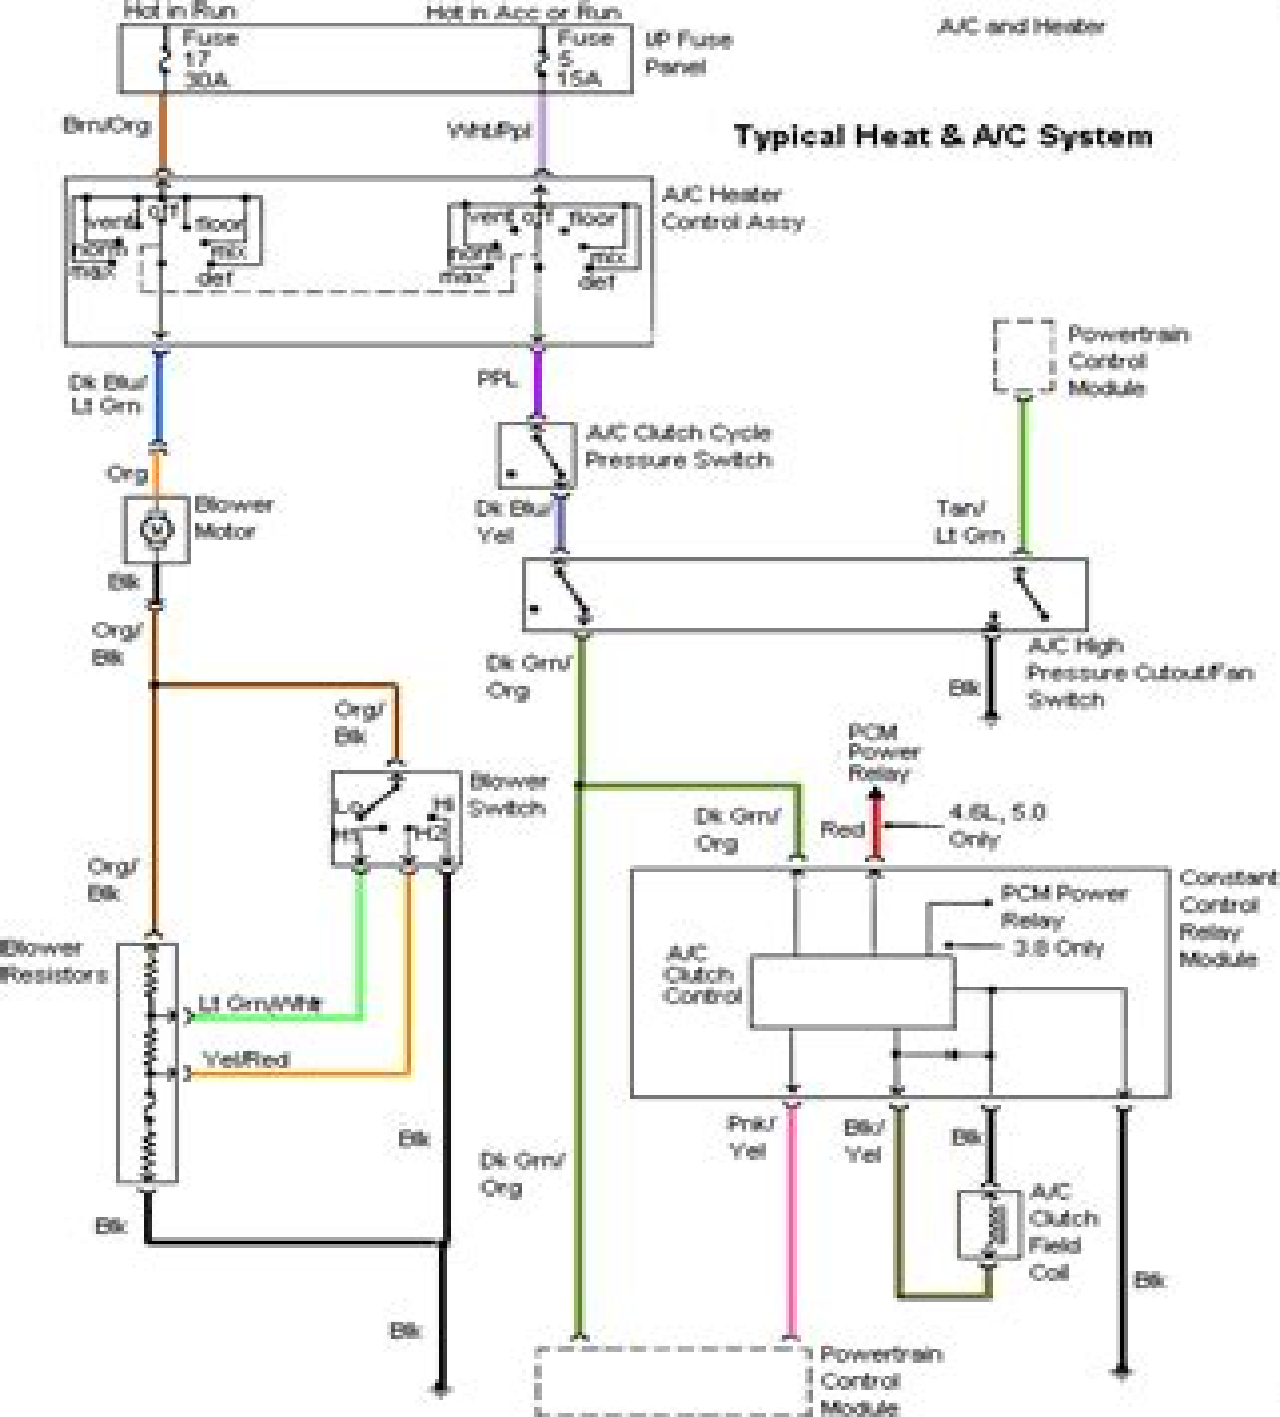 Hot in Run
Hot in Acc or Run
A/C and Heater
Fuse
17
30A
Fuse
5
15A
I/P Fuse
Panel
Brn/Org
Wht/Ppl
Typical Heat & A/C System
A/C Heater
Control Assy
vent
off
floor
norm
mix
max
def
vent
off
floor
norm
mix
max
def
Powertrain
Control
Module
Dk Blu/
Lt Grn
PPL
A/C Clutch Cycle
Pressure Switch
Org
Blower
Motor
Dk Blu/
Yel
Tan/
Lt Grn
Blk
Org/
Blk
A/C High
Pressure Cutout/Fan
Switch
Dk Grn/
Org
Blk
Org/
Blk
PCM
Power
Relay
Blower
Switch
Lo
Hi
H1
H2
Dk Grn/
Org
Red
4.6L, 5.0
Only
Org/
Blk
Constant
Control
Relay
Module
PCM Power
Relay
3.8 Only
A/C
Clutch
Control
Blower
Resistors
Lt Grn/Wht
Yel/Red
Blk
Dk Grn/
Org
Pnk/
Yel
Blk/
Yel
Blk
A/C
Clutch
Field
Coil
Blk
Blk
Blk
Powertrain
Control
Module